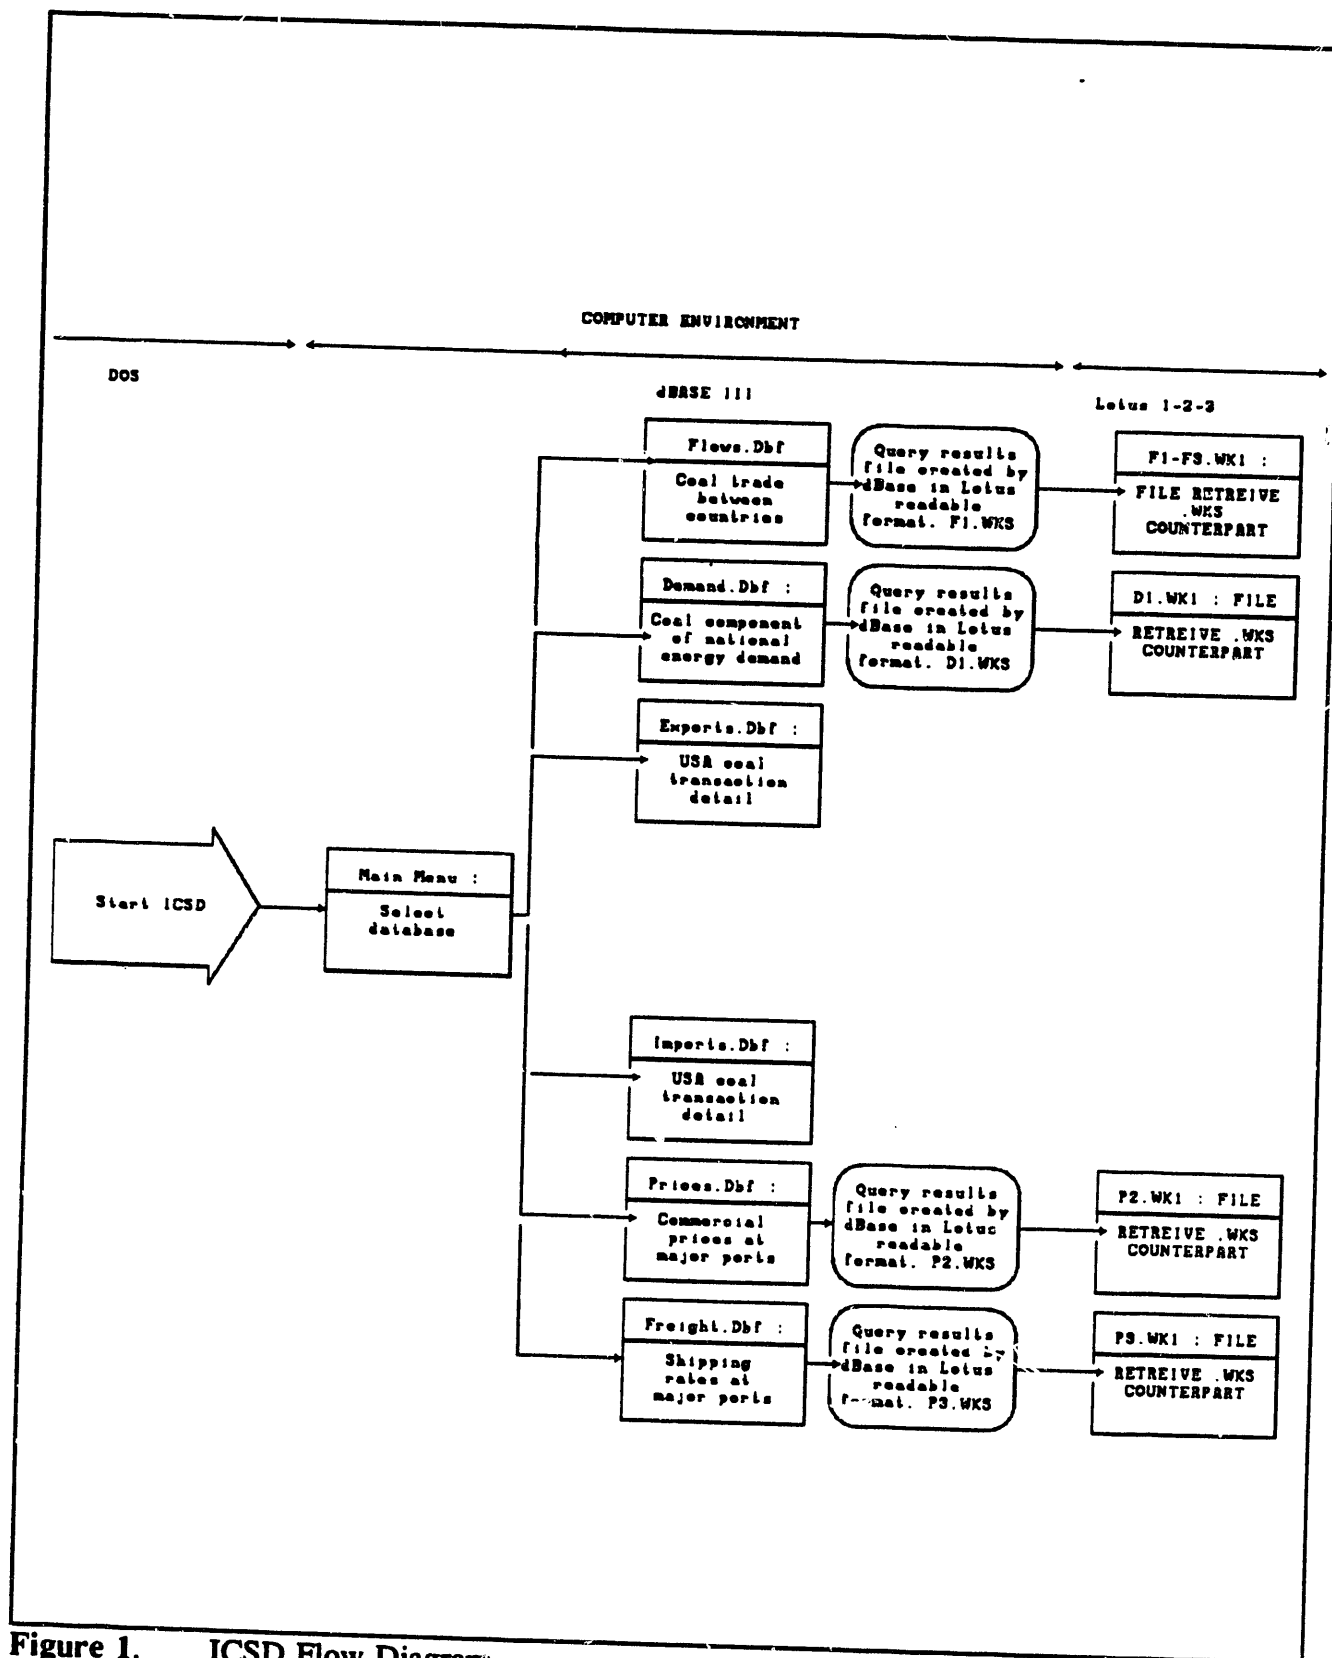 COMPUTER ENVIRONMENT
DOS
dBASE III
Lotus 1-2-3
Flows.Dbf
Coal trade
between
countries
Query results
file created by
dBase in Lotus
readable
format. F1.WKS
F1-F3.WK1 :
FILE RETREIVE
.WKS
COUNTERPART
Demand.Dbf :
Coal component
of national
energy demand
Query results
file created by
dBase in Lotus
readable
format. D1.WKS
D1.WK1 : FILE
RETREIVE .WKS
COUNTERPART
Exports.Dbf :
USA coal
transaction
detail
Start ICSD
Main Menu :
Select
database
Imports.Dbf :
USA coal
transaction
detail
Prices.Dbf :
Commercial
prices at
major ports
Query results
file created by
dBase in Lotus
readable
format. P2.WKS
P2.WK1 : FILE
RETREIVE .WKS
COUNTERPART
Freight.Dbf :
Shipping
rates at
major ports
Query results
file created by
dBase in Lotus
readable
format. P3.WKS
P3.WK1 : FILE
RETREIVE .WKS
COUNTERPART
Figure 1. ICSD Flow Diagram